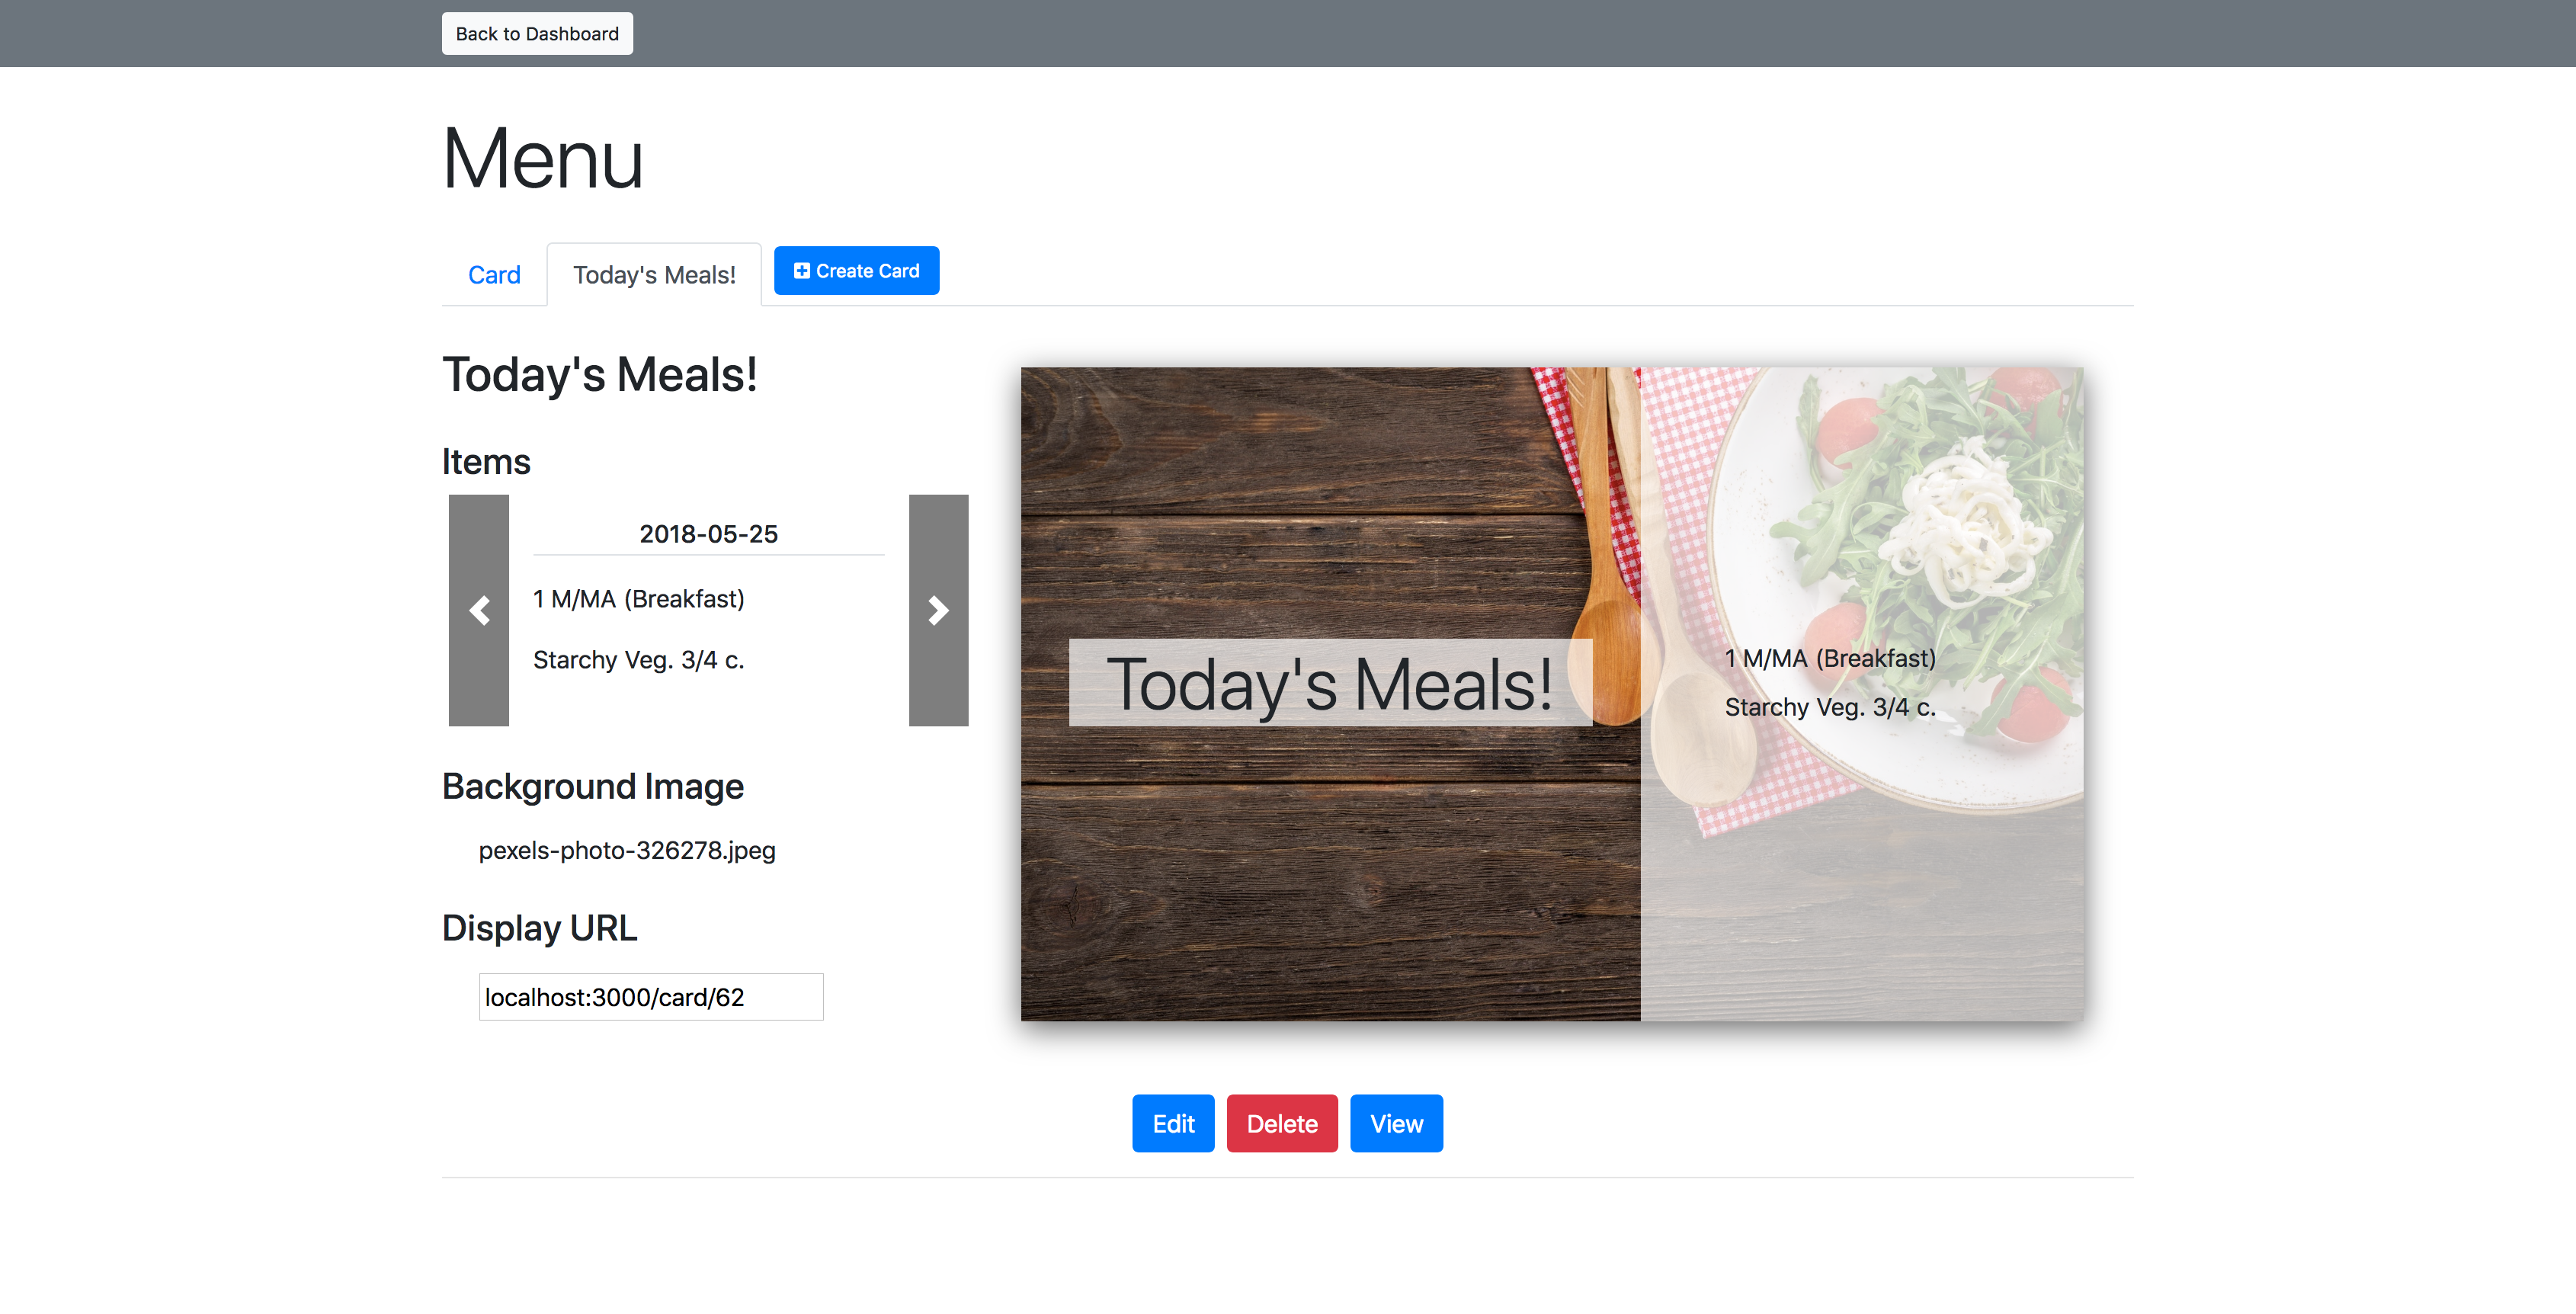 Back to Dashboard
Menu
Card
Today's Meals!
Create Card
Today's Meals!
Items
2018-05-25
1 M/MA (Breakfast)
Starchy Veg. 3/4 c.
Background Image
pexels-photo-326278.jpeg
Display URL
localhost:3000/card/62
Today's Meals!
1 M/MA (Breakfast)
Starchy Veg. 3/4 c.
Edit
Delete
View